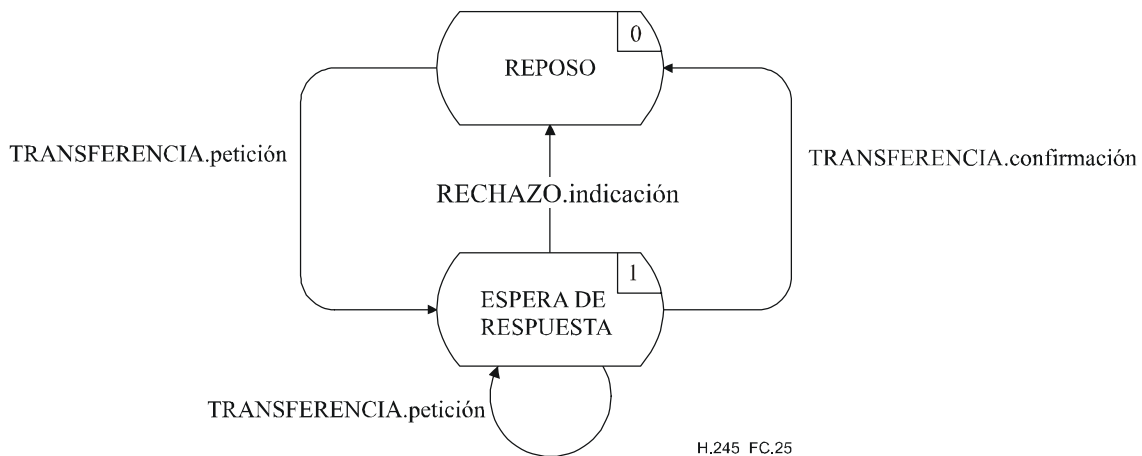 0
REPOSO
TRANSFERENCIA.petición
TRANSFERENCIA.confirmación
RECHAZO.indicación
1
ESPERA DE
RESPUESTA
TRANSFERENCIA.petición
H.245 FC.25